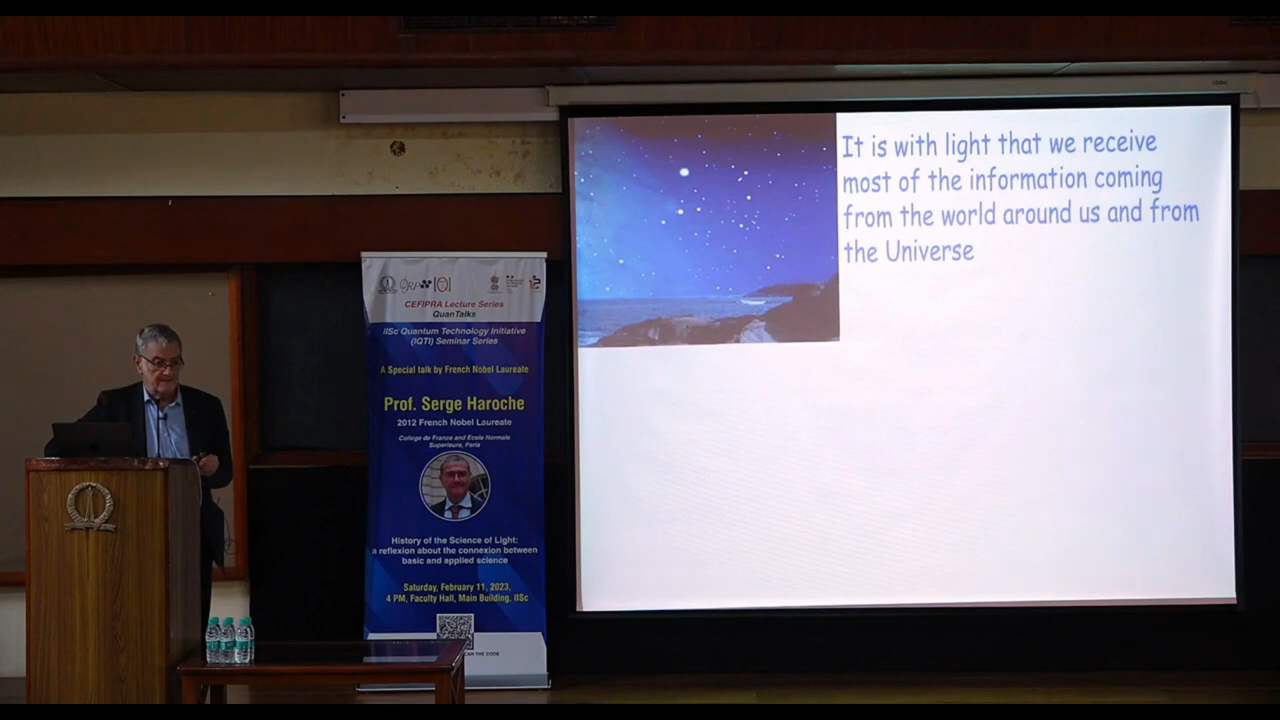 It is with light that we receive
most of the information coming
from the world around us and from
the Universe
CEFIPRA Lecture Series
QuanTalks
IISc Quantum Technology Initiative
(IQTI) Seminar Series
A Special talk by French Nobel Laureate
Prof. Serge Haroche
2012 French Nobel Laureate
College de France and Ecole Normale
Superieure, Paris
History of the Science of Light:
a reflexion about the connexion between
basic and applied science
Saturday, February 11, 2023,
4 PM, Faculty Hall, Main Building, IISc
THE CODE